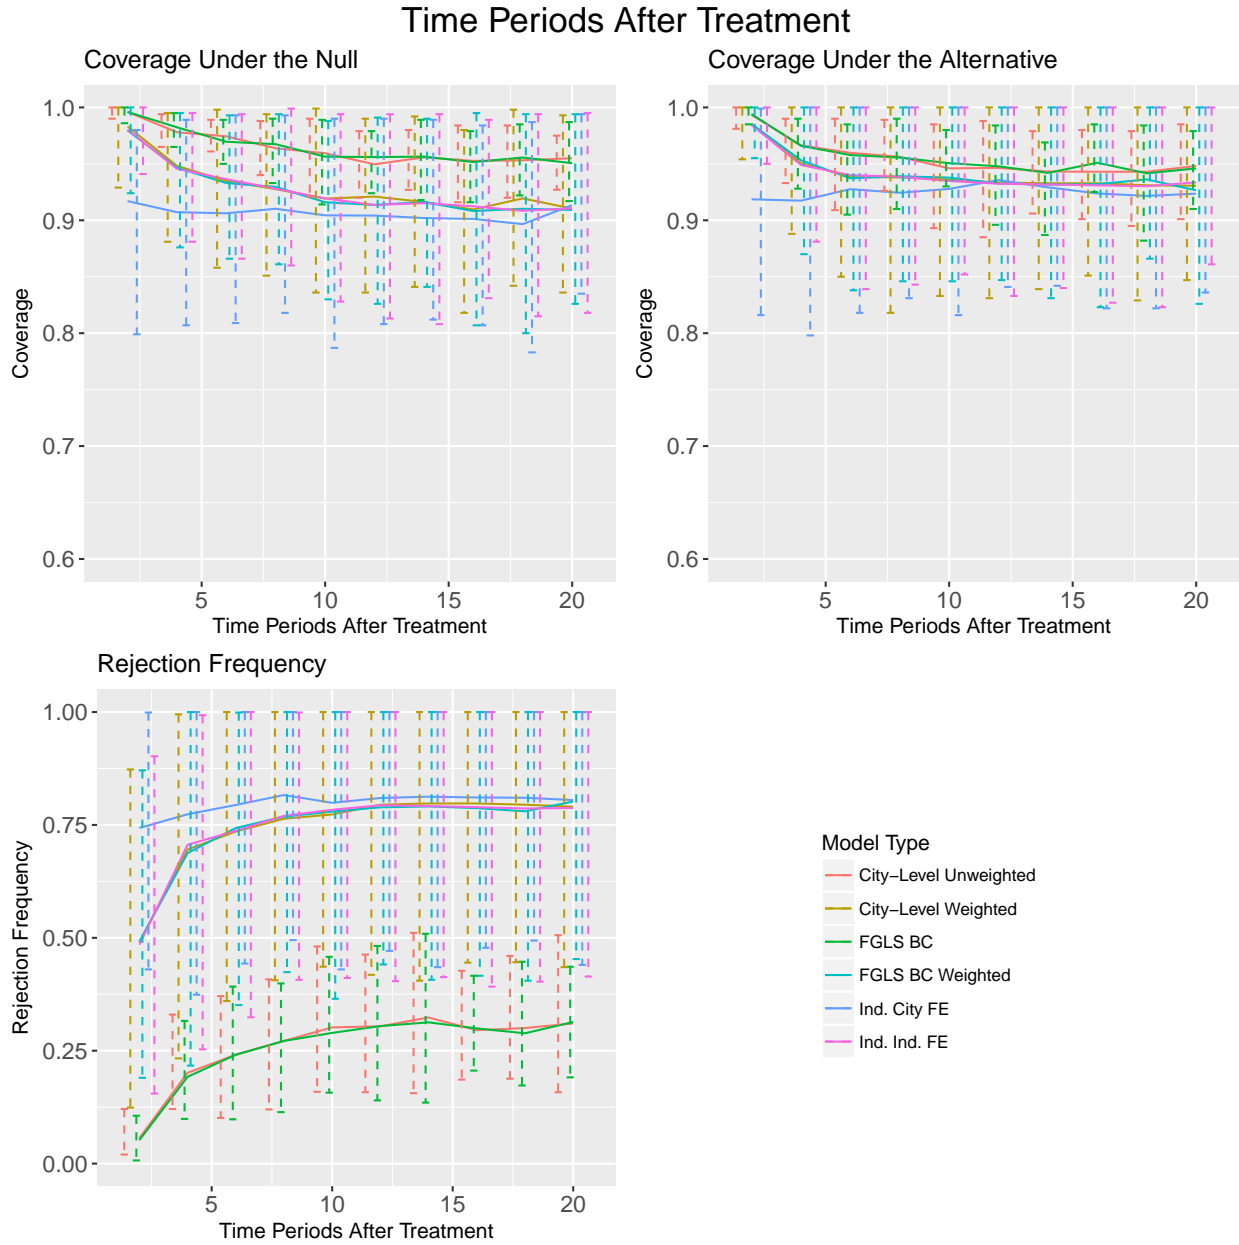 Time Periods After Treatment
Coverage Under the Null
Coverage
1.0
0.9
0.8
0.7
0.6
5 10 15 20
Time Periods After Treatment
Coverage Under the Alternative
Coverage
1.0
0.9
0.8
0.7
0.6
5 10 15 20
Time Periods After Treatment
Rejection Frequency
Rejection Frequency
1.00
0.75
0.50
0.25
0.00
5 10 15 20
Time Periods After Treatment
Model Type
City−Level Unweighted
City−Level Weighted
FGLS BC
FGLS BC Weighted
Ind. City FE
Ind. Ind. FE